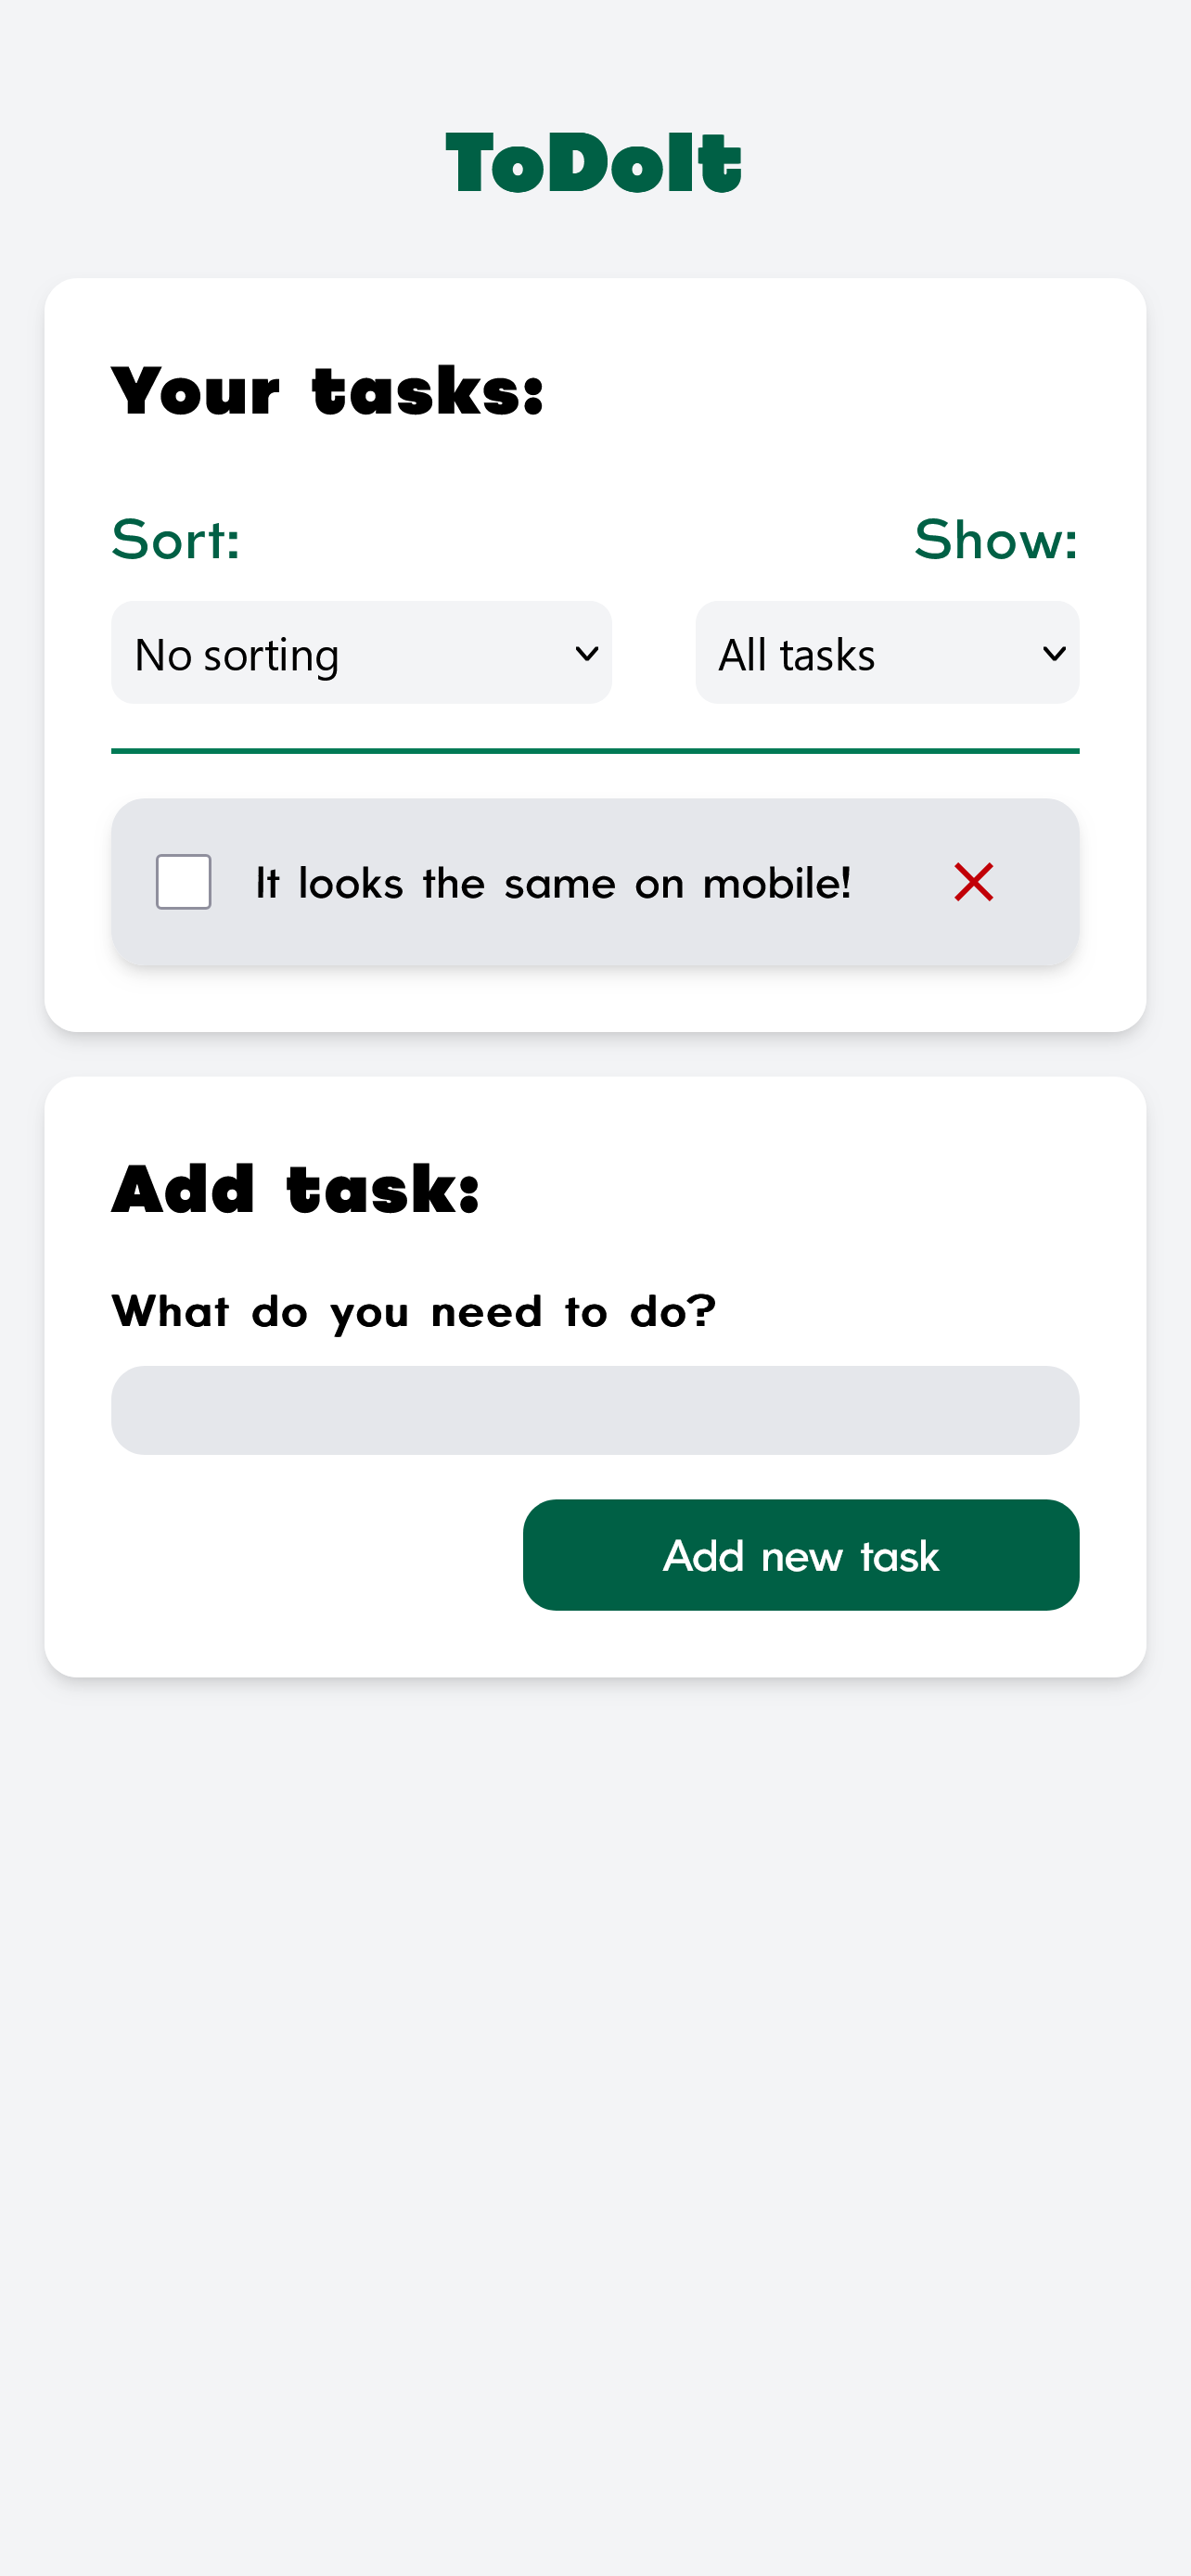 ToDoIt
Your tasks:
Sort: Show:
No sorting All tasks
It looks the same on mobile!
Add task:
What do you need to do?
Add new task